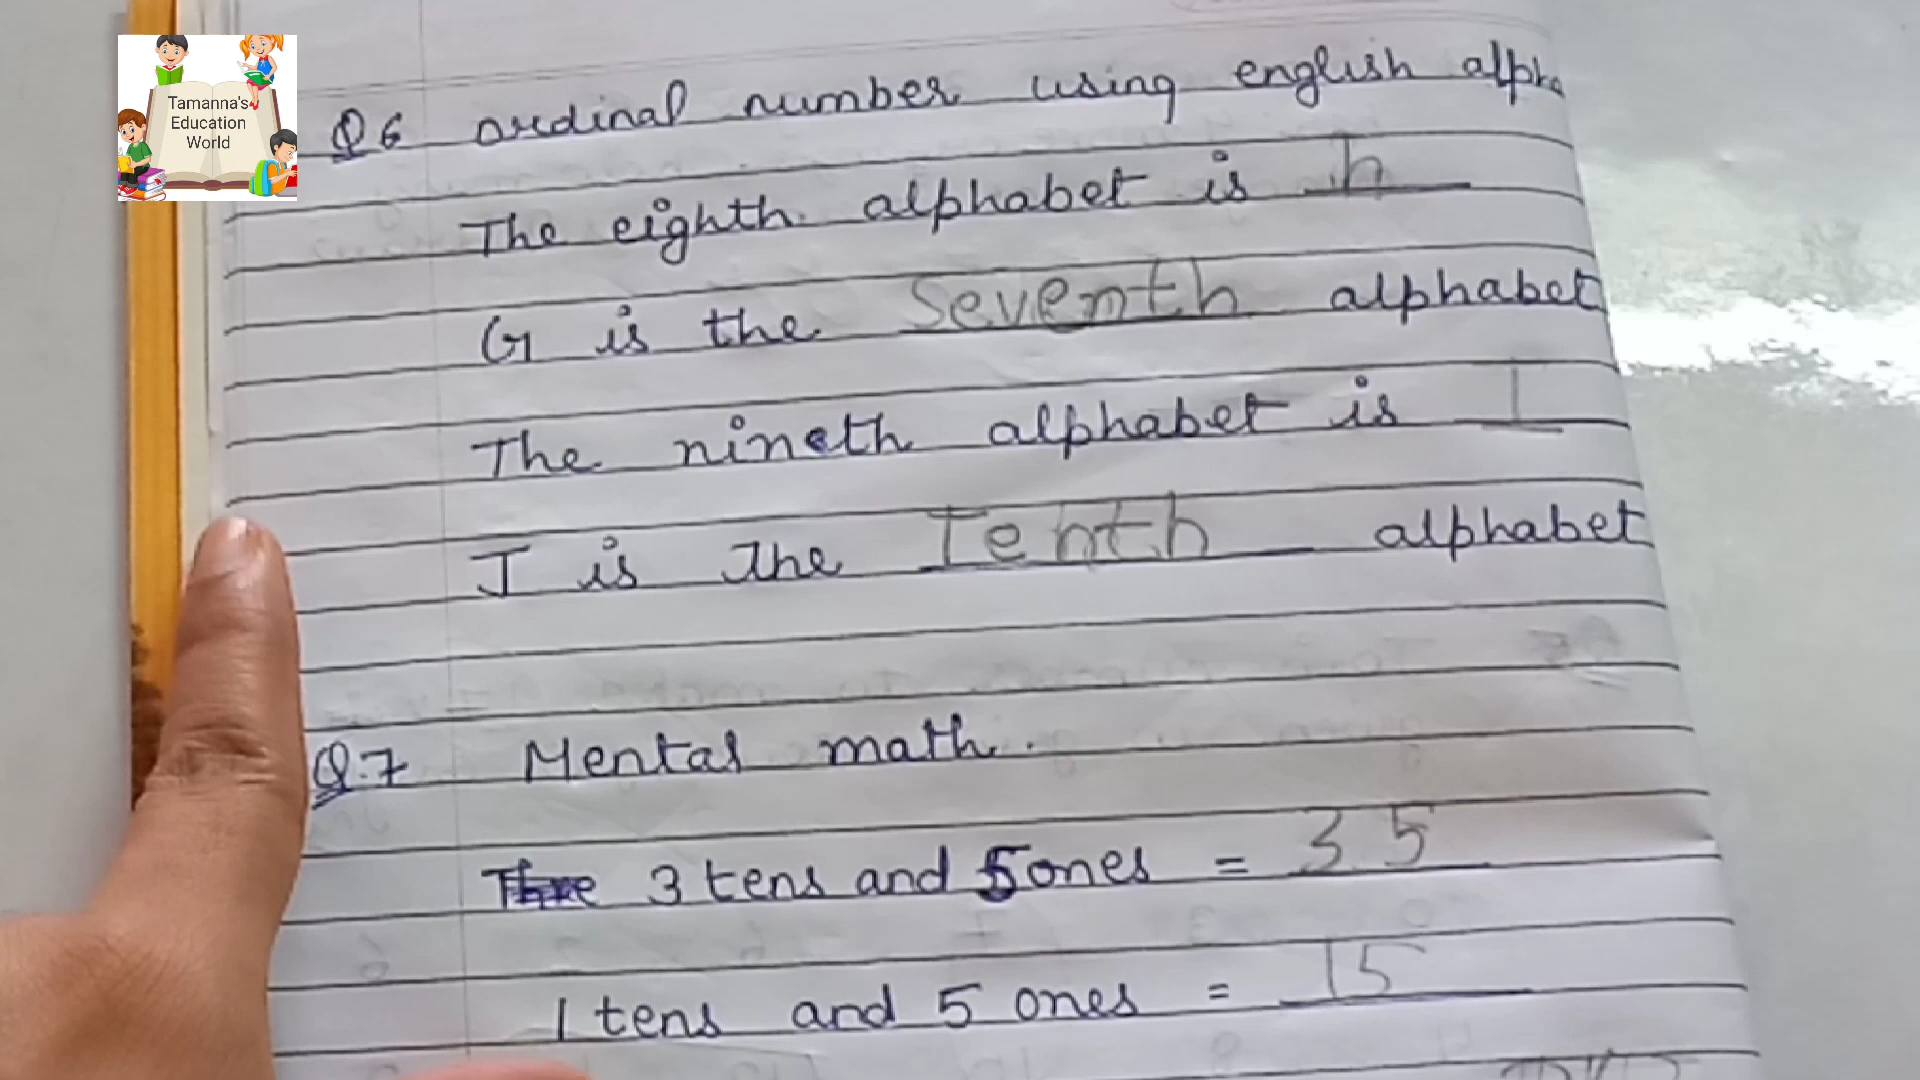 Tamanna's
Education
World
Q6 ordinal number using english alpha
The eighth alphabet is h
G is the Seventh alphabet
The nineth alphabet is I
J is the Tenth alphabet
Q.7 Mental math.
3 tens and 5 ones = 35
1 tens and 5 ones = 15